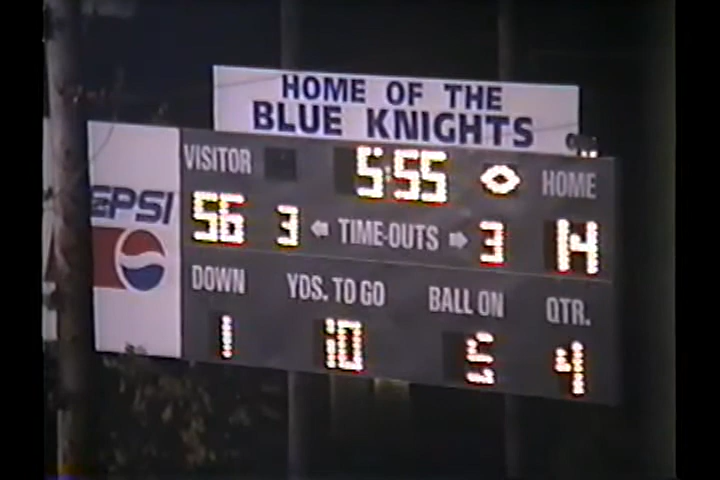 HOME OF THE
BLUE KNIGHTS
VISITOR 5:55 HOME
EPSI
56 3 TIME-OUTS 3 14
DOWN YDS. TO GO BALL ON QTR.
1 10 5 4